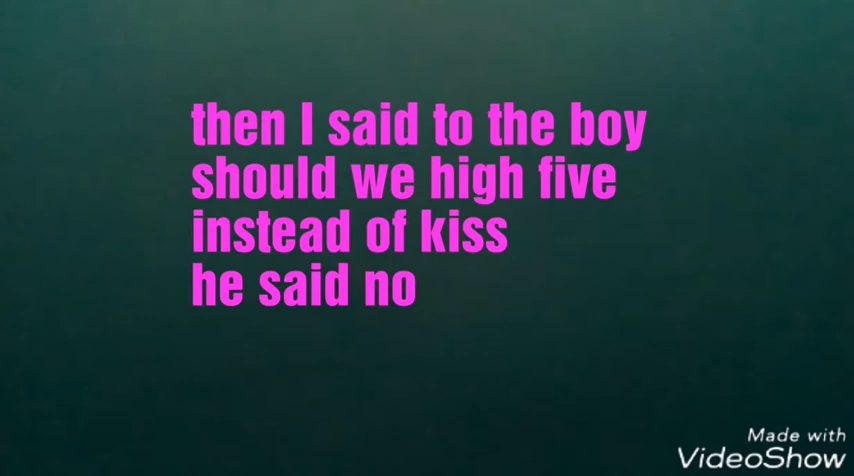 then I said to the boy
should we high five
instead of kiss
he said no
Made with
VideoShow